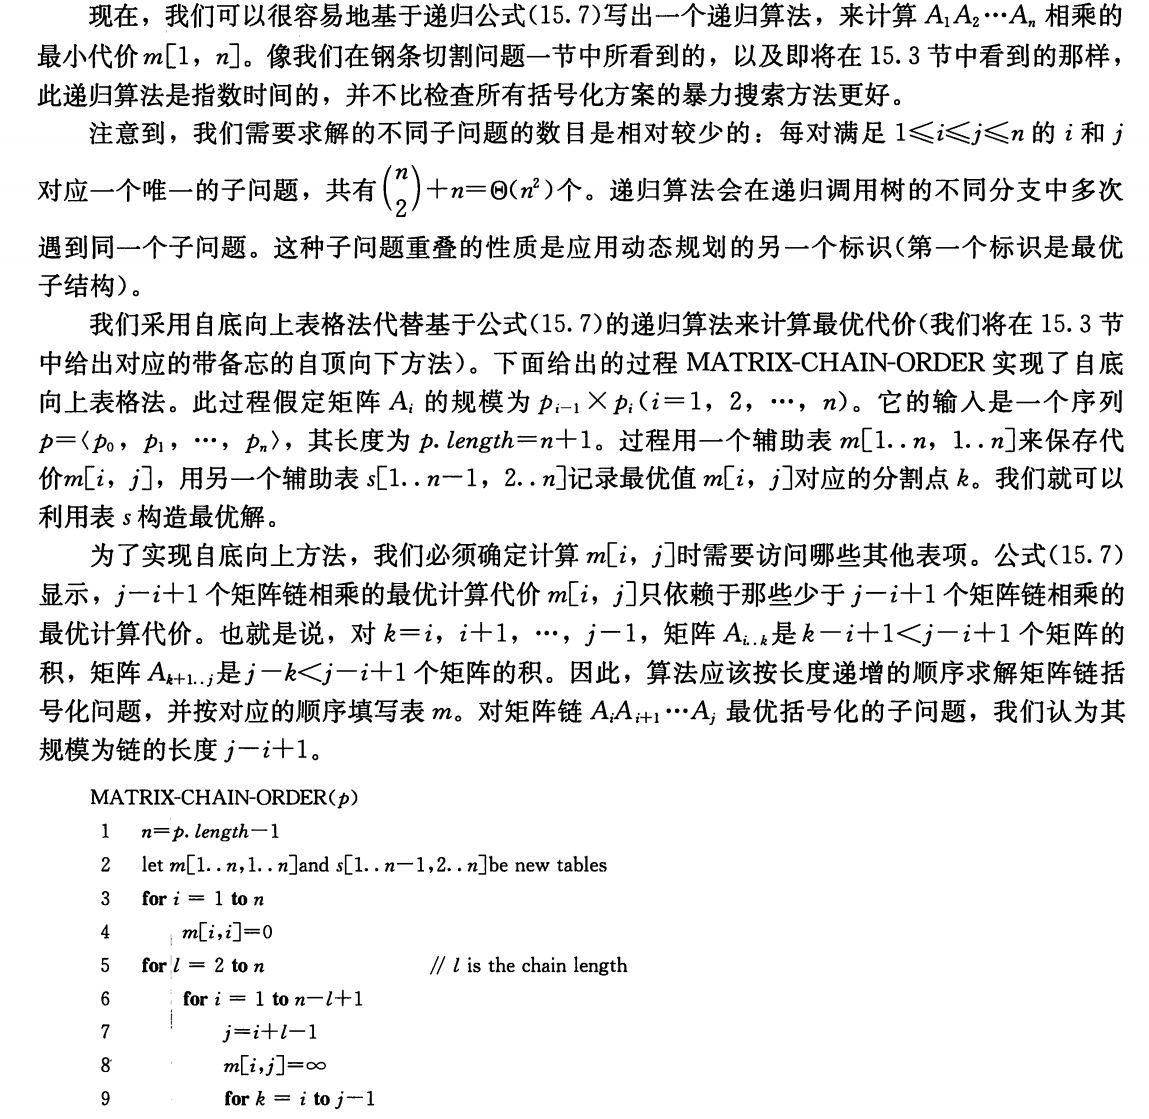 现在，我们可以很容易地基于递归公式(15.7)写出一个递归算法，来计算 A₁A₂⋯Aₙ 相乘的
最小代价 m[1，n]。像我们在钢条切割问题一节中所看到的，以及即将在 15.3 节中看到的那样，
此递归算法是指数时间的，并不比检查所有括号化方案的暴力搜索方法更好。
注意到，我们需要求解的不同子问题的数目是相对较少的：每对满足 1≤i≤j≤n 的 i 和 j
对应一个唯一的子问题，共有(n 2)+n=Θ(n²)个。递归算法会在递归调用树的不同分支中多次
遇到同一个子问题。这种子问题重叠的性质是应用动态规划的另一个标识(第一个标识是最优
子结构)。
我们采用自底向上表格法代替基于公式(15.7)的递归算法来计算最优代价(我们将在 15.3 节
中给出对应的带备忘的自顶向下方法)。下面给出的过程 MATRIX-CHAIN-ORDER 实现了自底
向上表格法。此过程假定矩阵 Aᵢ 的规模为 pᵢ₋₁×pᵢ(i=1，2，⋯，n)。它的输入是一个序列
p=⟨p₀，p₁，⋯，pₙ⟩，其长度为 p.length=n+1。过程用一个辅助表 m[1..n，1..n]来保存代
价m[i，j]，用另一个辅助表 s[1..n-1，2..n]记录最优值 m[i，j]对应的分割点 k。我们就可以
利用表 s 构造最优解。
为了实现自底向上方法，我们必须确定计算 m[i，j]时需要访问哪些其他表项。公式(15.7)
显示，j-i+1 个矩阵链相乘的最优计算代价 m[i，j]只依赖于那些少于 j-i+1 个矩阵链相乘的
最优计算代价。也就是说，对 k=i，i+1，⋯，j-1，矩阵 A_{i..k}是 k-i+1<j-i+1 个矩阵的
积，矩阵 A_{k+1..j}是 j-k<j-i+1 个矩阵的积。因此，算法应该按长度递增的顺序求解矩阵链括
号化问题，并按对应的顺序填写表 m。对矩阵链 AᵢAᵢ₊₁⋯Aⱼ 最优括号化的子问题，我们认为其
规模为链的长度 j-i+1。
MATRIX-CHAIN-ORDER(p)
1 n=p.length-1
2 let m[1..n,1..n]and s[1..n-1,2..n]be new tables
3 for i = 1 to n
4 m[i,i]=0
5 for l = 2 to n // l is the chain length
6 for i = 1 to n-l+1
7 j=i+l-1
8 m[i,j]=∞
9 for k = i to j-1